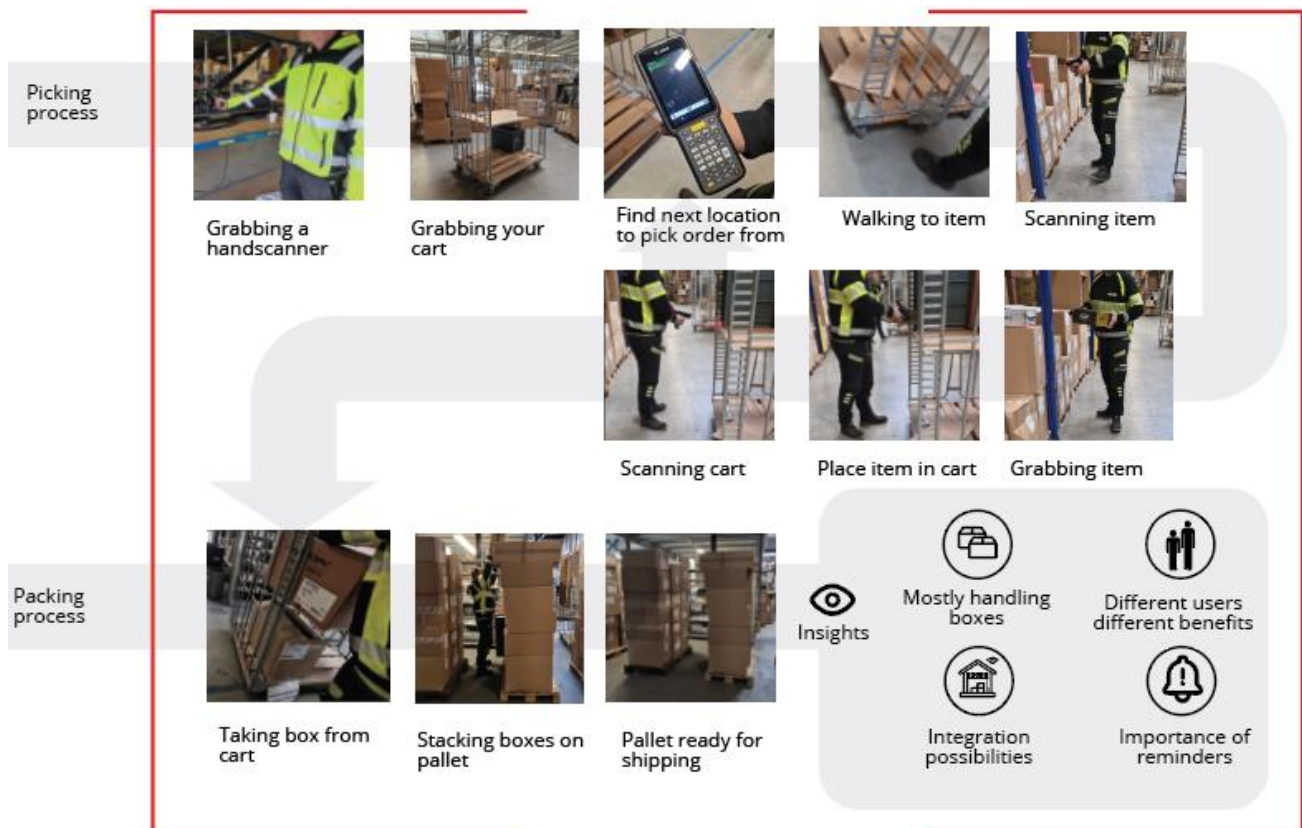 Picking
process
Grabbing a
handscanner
Grabbing your
cart
Find next location
to pick order from
Walking to item
Scanning item
Scanning cart
Place item in cart
Grabbing item
Packing
process
Taking box from
cart
Stacking boxes on
pallet
Pallet ready for
shipping
Insights
Mostly handling
boxes
Different users
different benefits
Integration
possibilities
Importance of
reminders